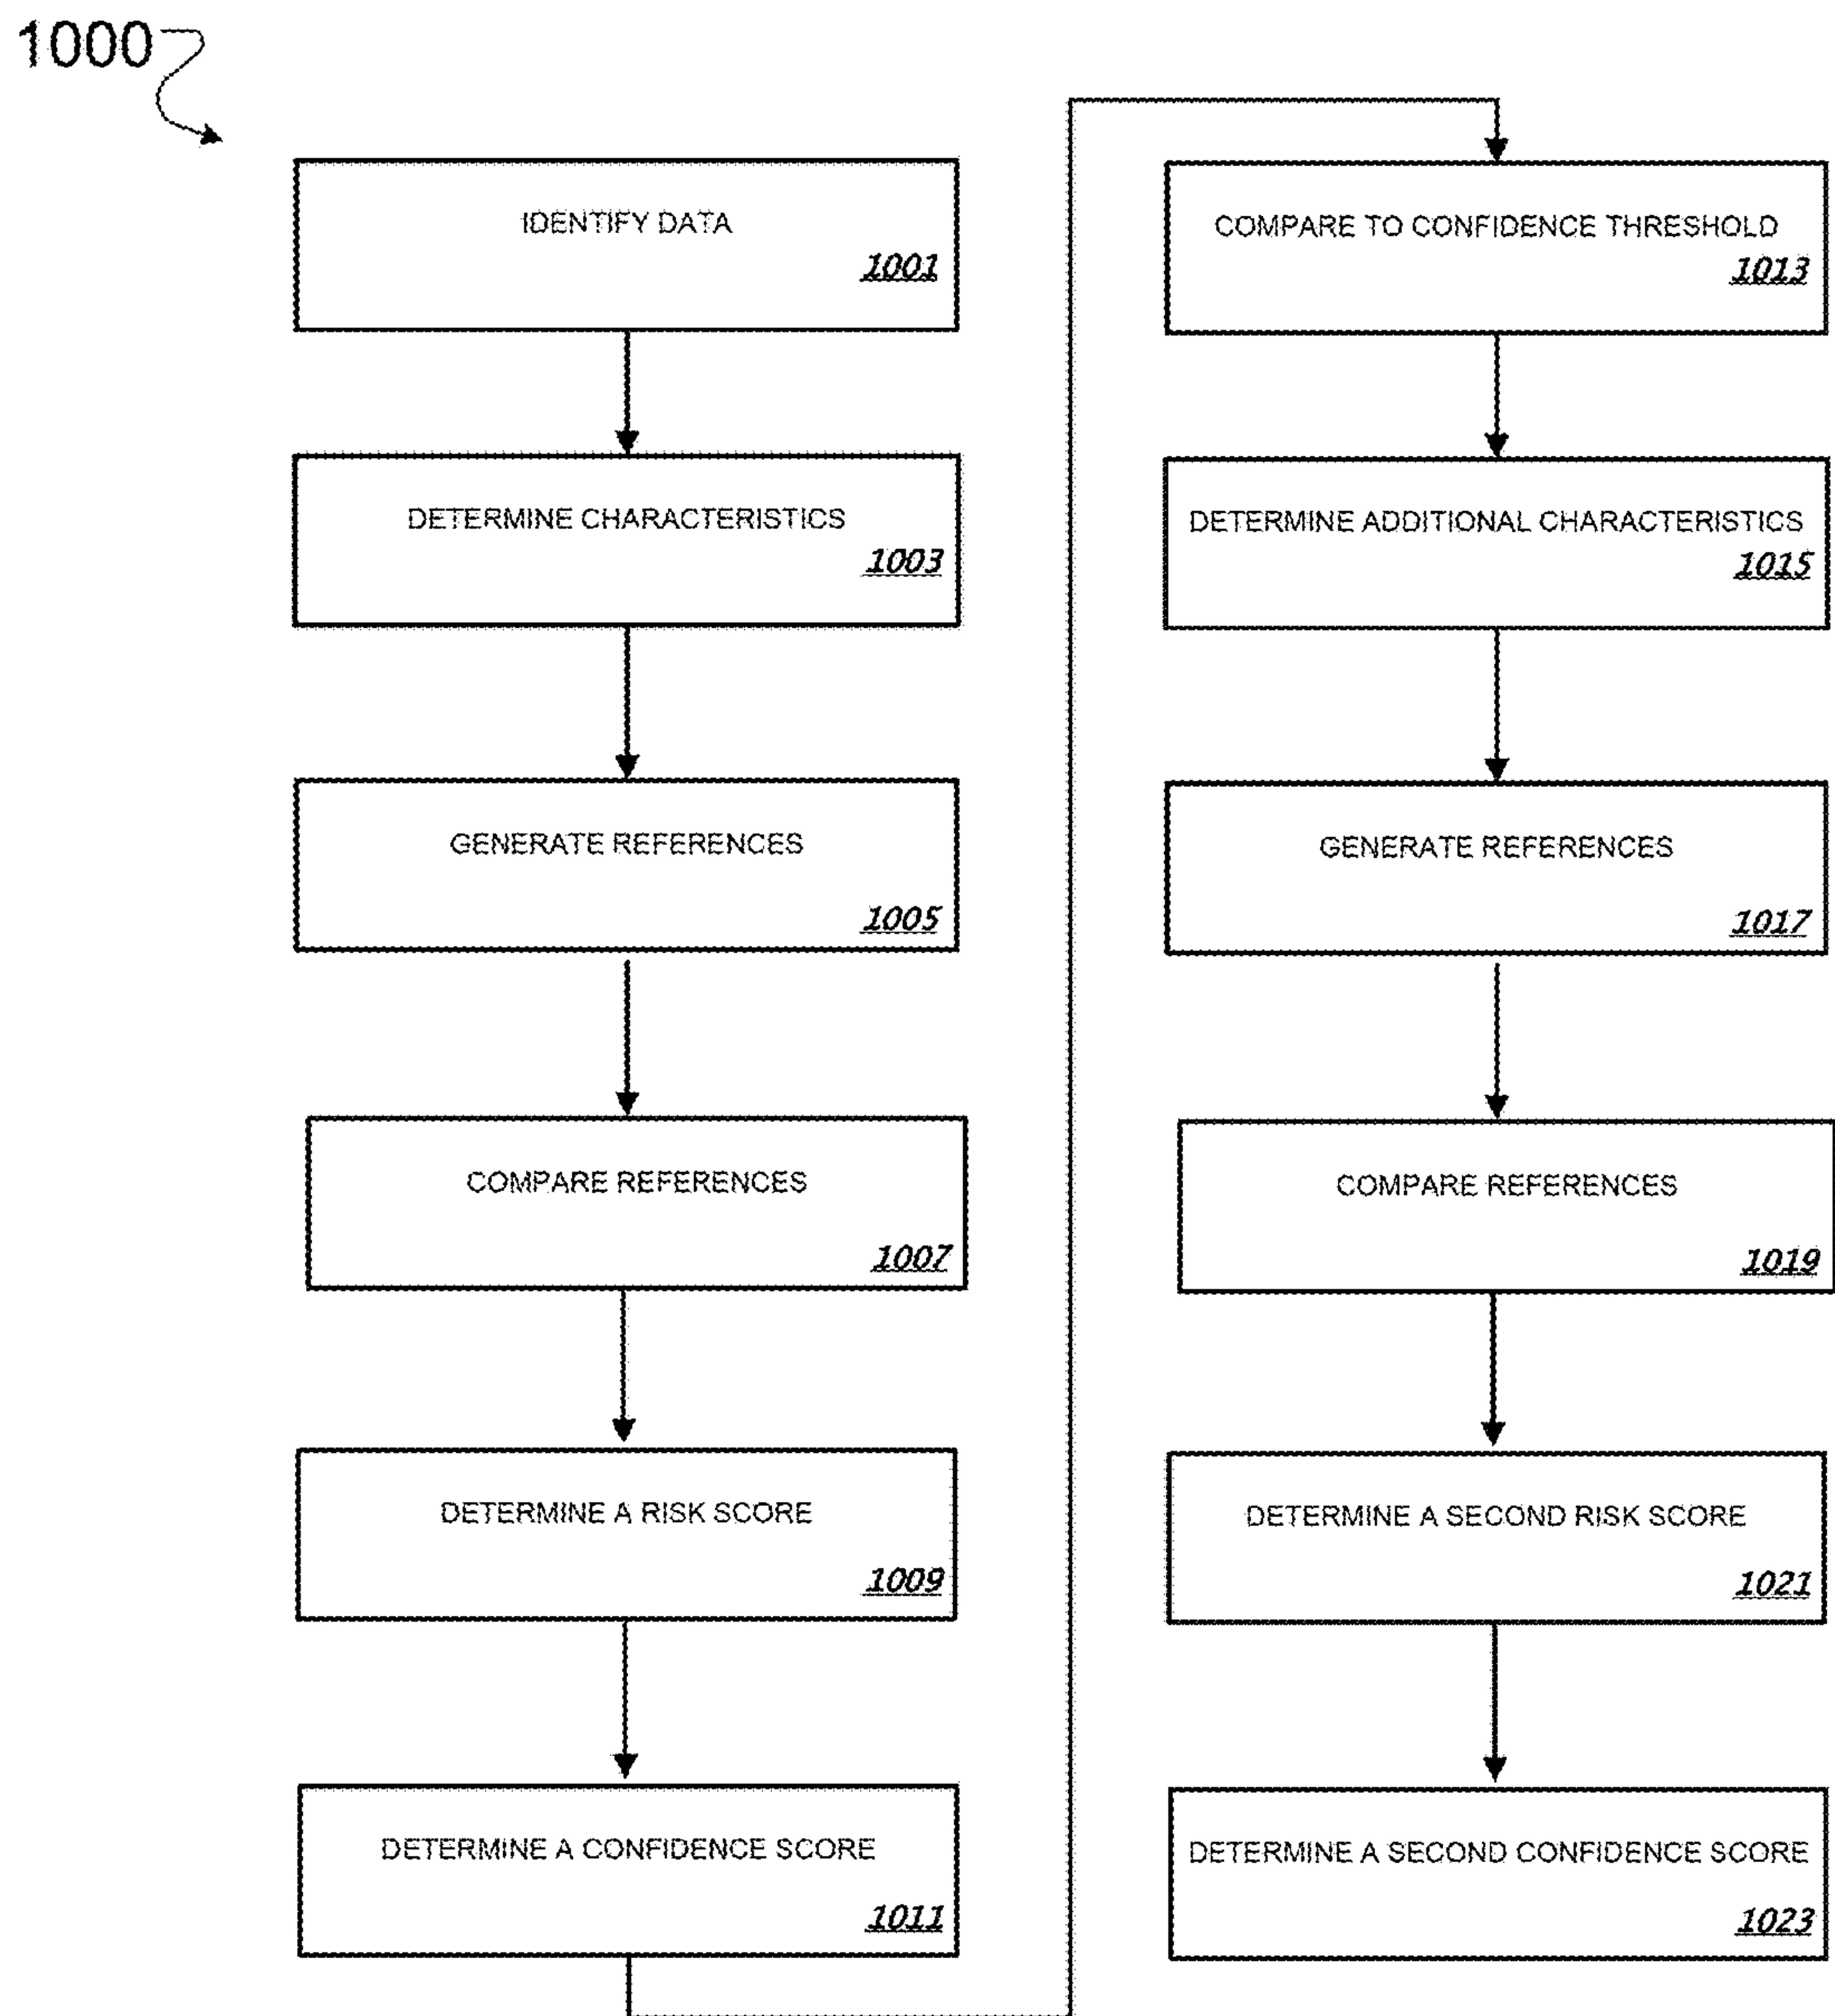 1000
IDENTIFY DATA
1001
DETERMINE CHARACTERISTICS
1003
GENERATE REFERENCES
1005
COMPARE REFERENCES
1007
DETERMINE A RISK SCORE
1009
DETERMINE A CONFIDENCE SCORE
1011
COMPARE TO CONFIDENCE THRESHOLD
1013
DETERMINE ADDITIONAL CHARACTERISTICS
1015
GENERATE REFERENCES
1017
COMPARE REFERENCES
1019
DETERMINE A SECOND RISK SCORE
1021
DETERMINE A SECOND CONFIDENCE SCORE
1023